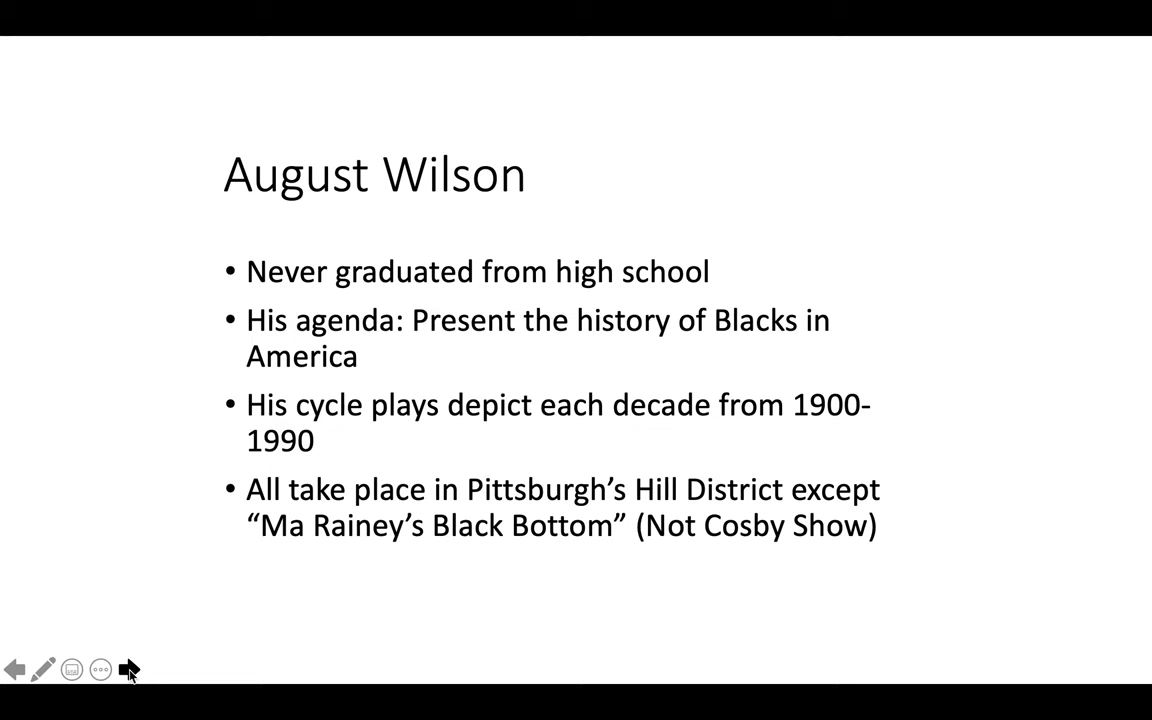 August Wilson
• Never graduated from high school
• His agenda: Present the history of Blacks in
America
• His cycle plays depict each decade from 1900-
1990
• All take place in Pittsburgh’s Hill District except
“Ma Rainey’s Black Bottom” (Not Cosby Show)